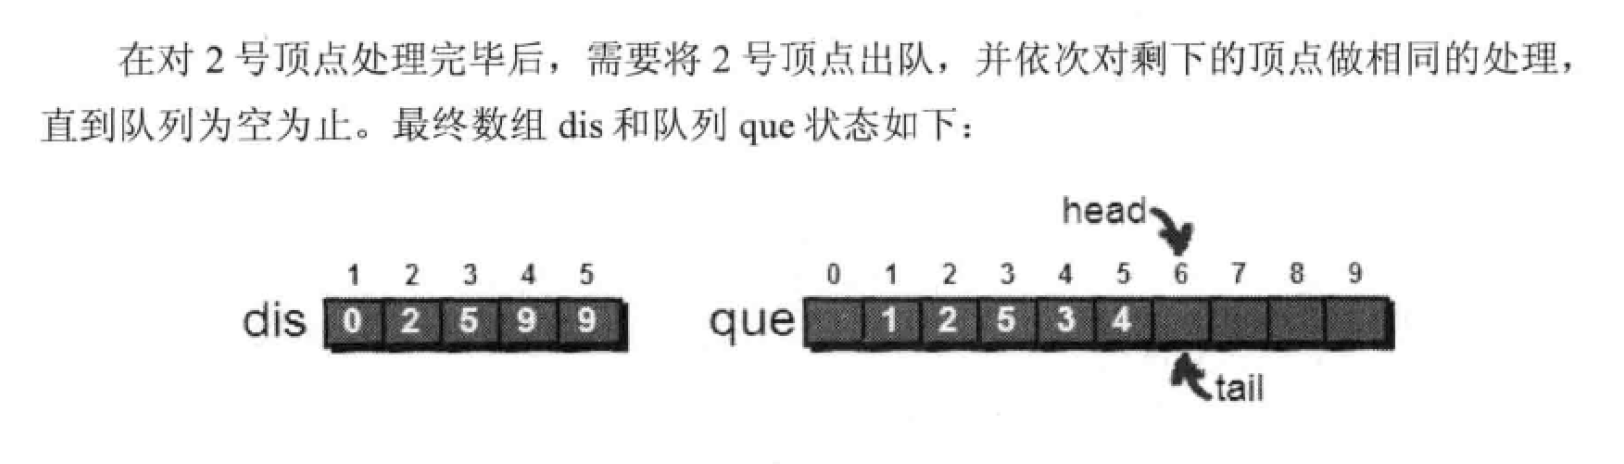 在对 2 号顶点处理完毕后，需要将 2 号顶点出队，并依次对剩下的顶点做相同的处理，
直到队列为空为止。最终数组 dis 和队列 que 状态如下：
head
1 2 3 4 5
0 1 2 3 4 5 6 7 8 9
dis 0 2 5 9 9
que 1 2 5 3 4
tail